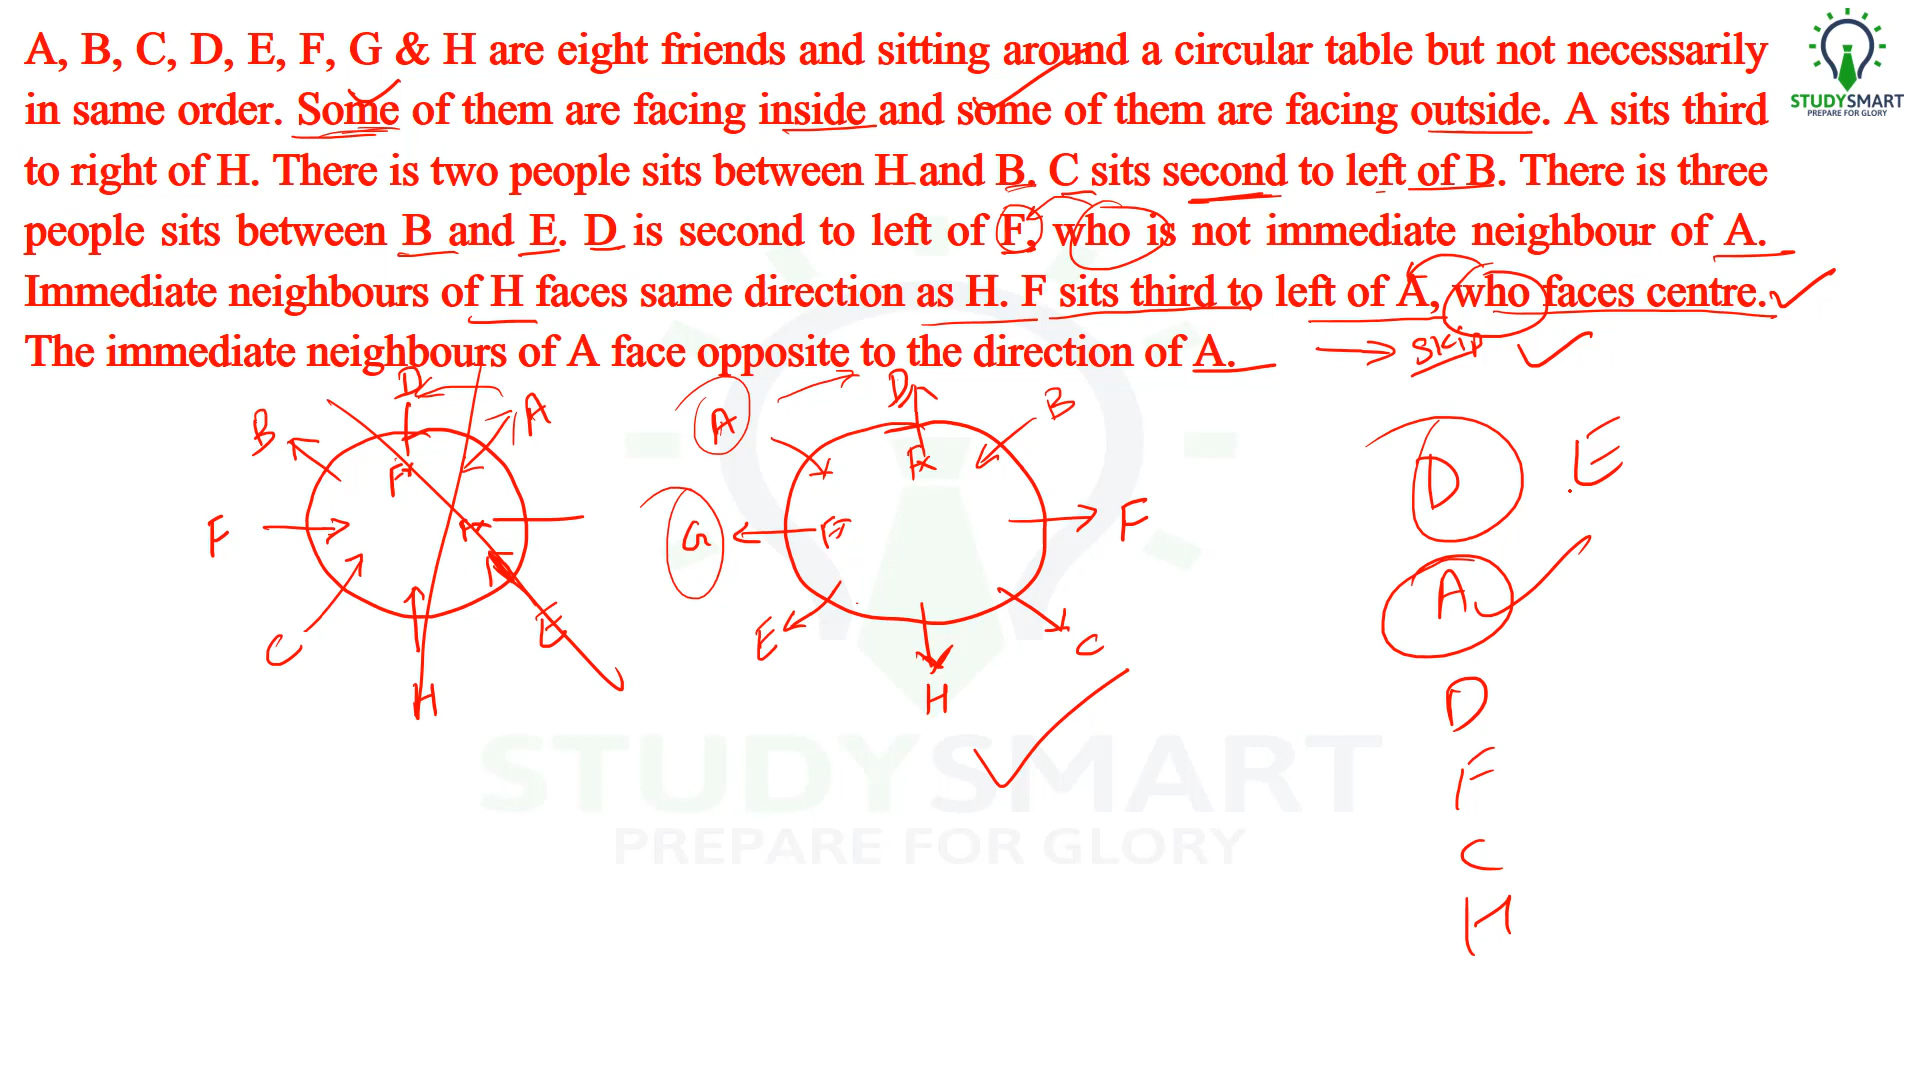 A, B, C, D, E, F, G & H are eight friends and sitting around a circular table but not necessarily
in same order. Some of them are facing inside and some of them are facing outside. A sits third
to right of H. There is two people sits between H and B. C sits second to left of B. There is three
people sits between B and E. D is second to left of F, who is not immediate neighbour of A.
Immediate neighbours of H faces same direction as H. F sits third to left of A, who faces centre.
The immediate neighbours of A face opposite to the direction of A.
STUDYSMART
PREPARE FOR GLORY
skip
D
A
B
F
F
C
E
H
A
D
B
F
G
F
F
E
H
C
D
E
A
D
F
C
H
STUDYSMART
PREPARE FOR GLORY